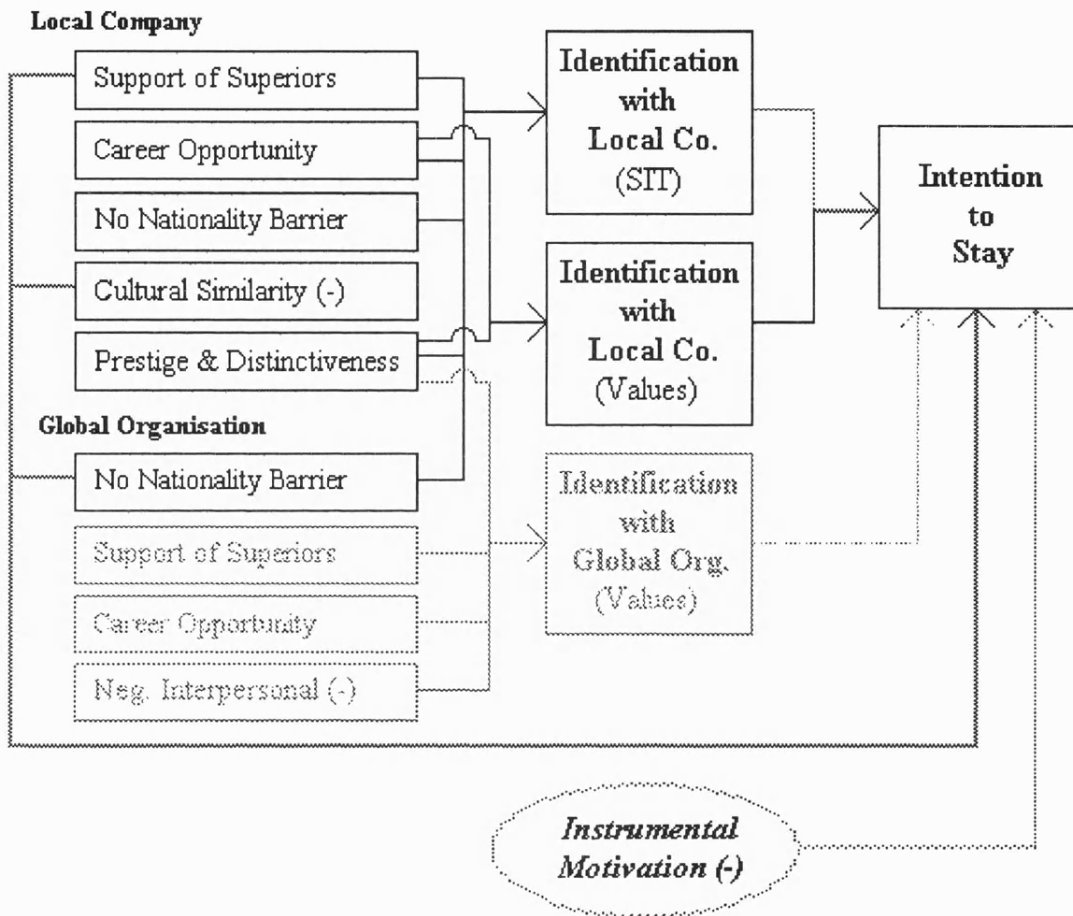 Local Company
Support of Superiors
Career Opportunity
No Nationality Barrier
Cultural Similarity (-)
Prestige & Distinctiveness
Global Organisation
No Nationality Barrier
Support of Superiors
Career Opportunity
Neg. Interpersonal (-)
Identification
with
Local Co.
(SIT)
Identification
with
Local Co.
(Values)
Identification
with
Global Org.
(Values)
Intention
to
Stay
Instrumental
Motivation (-)